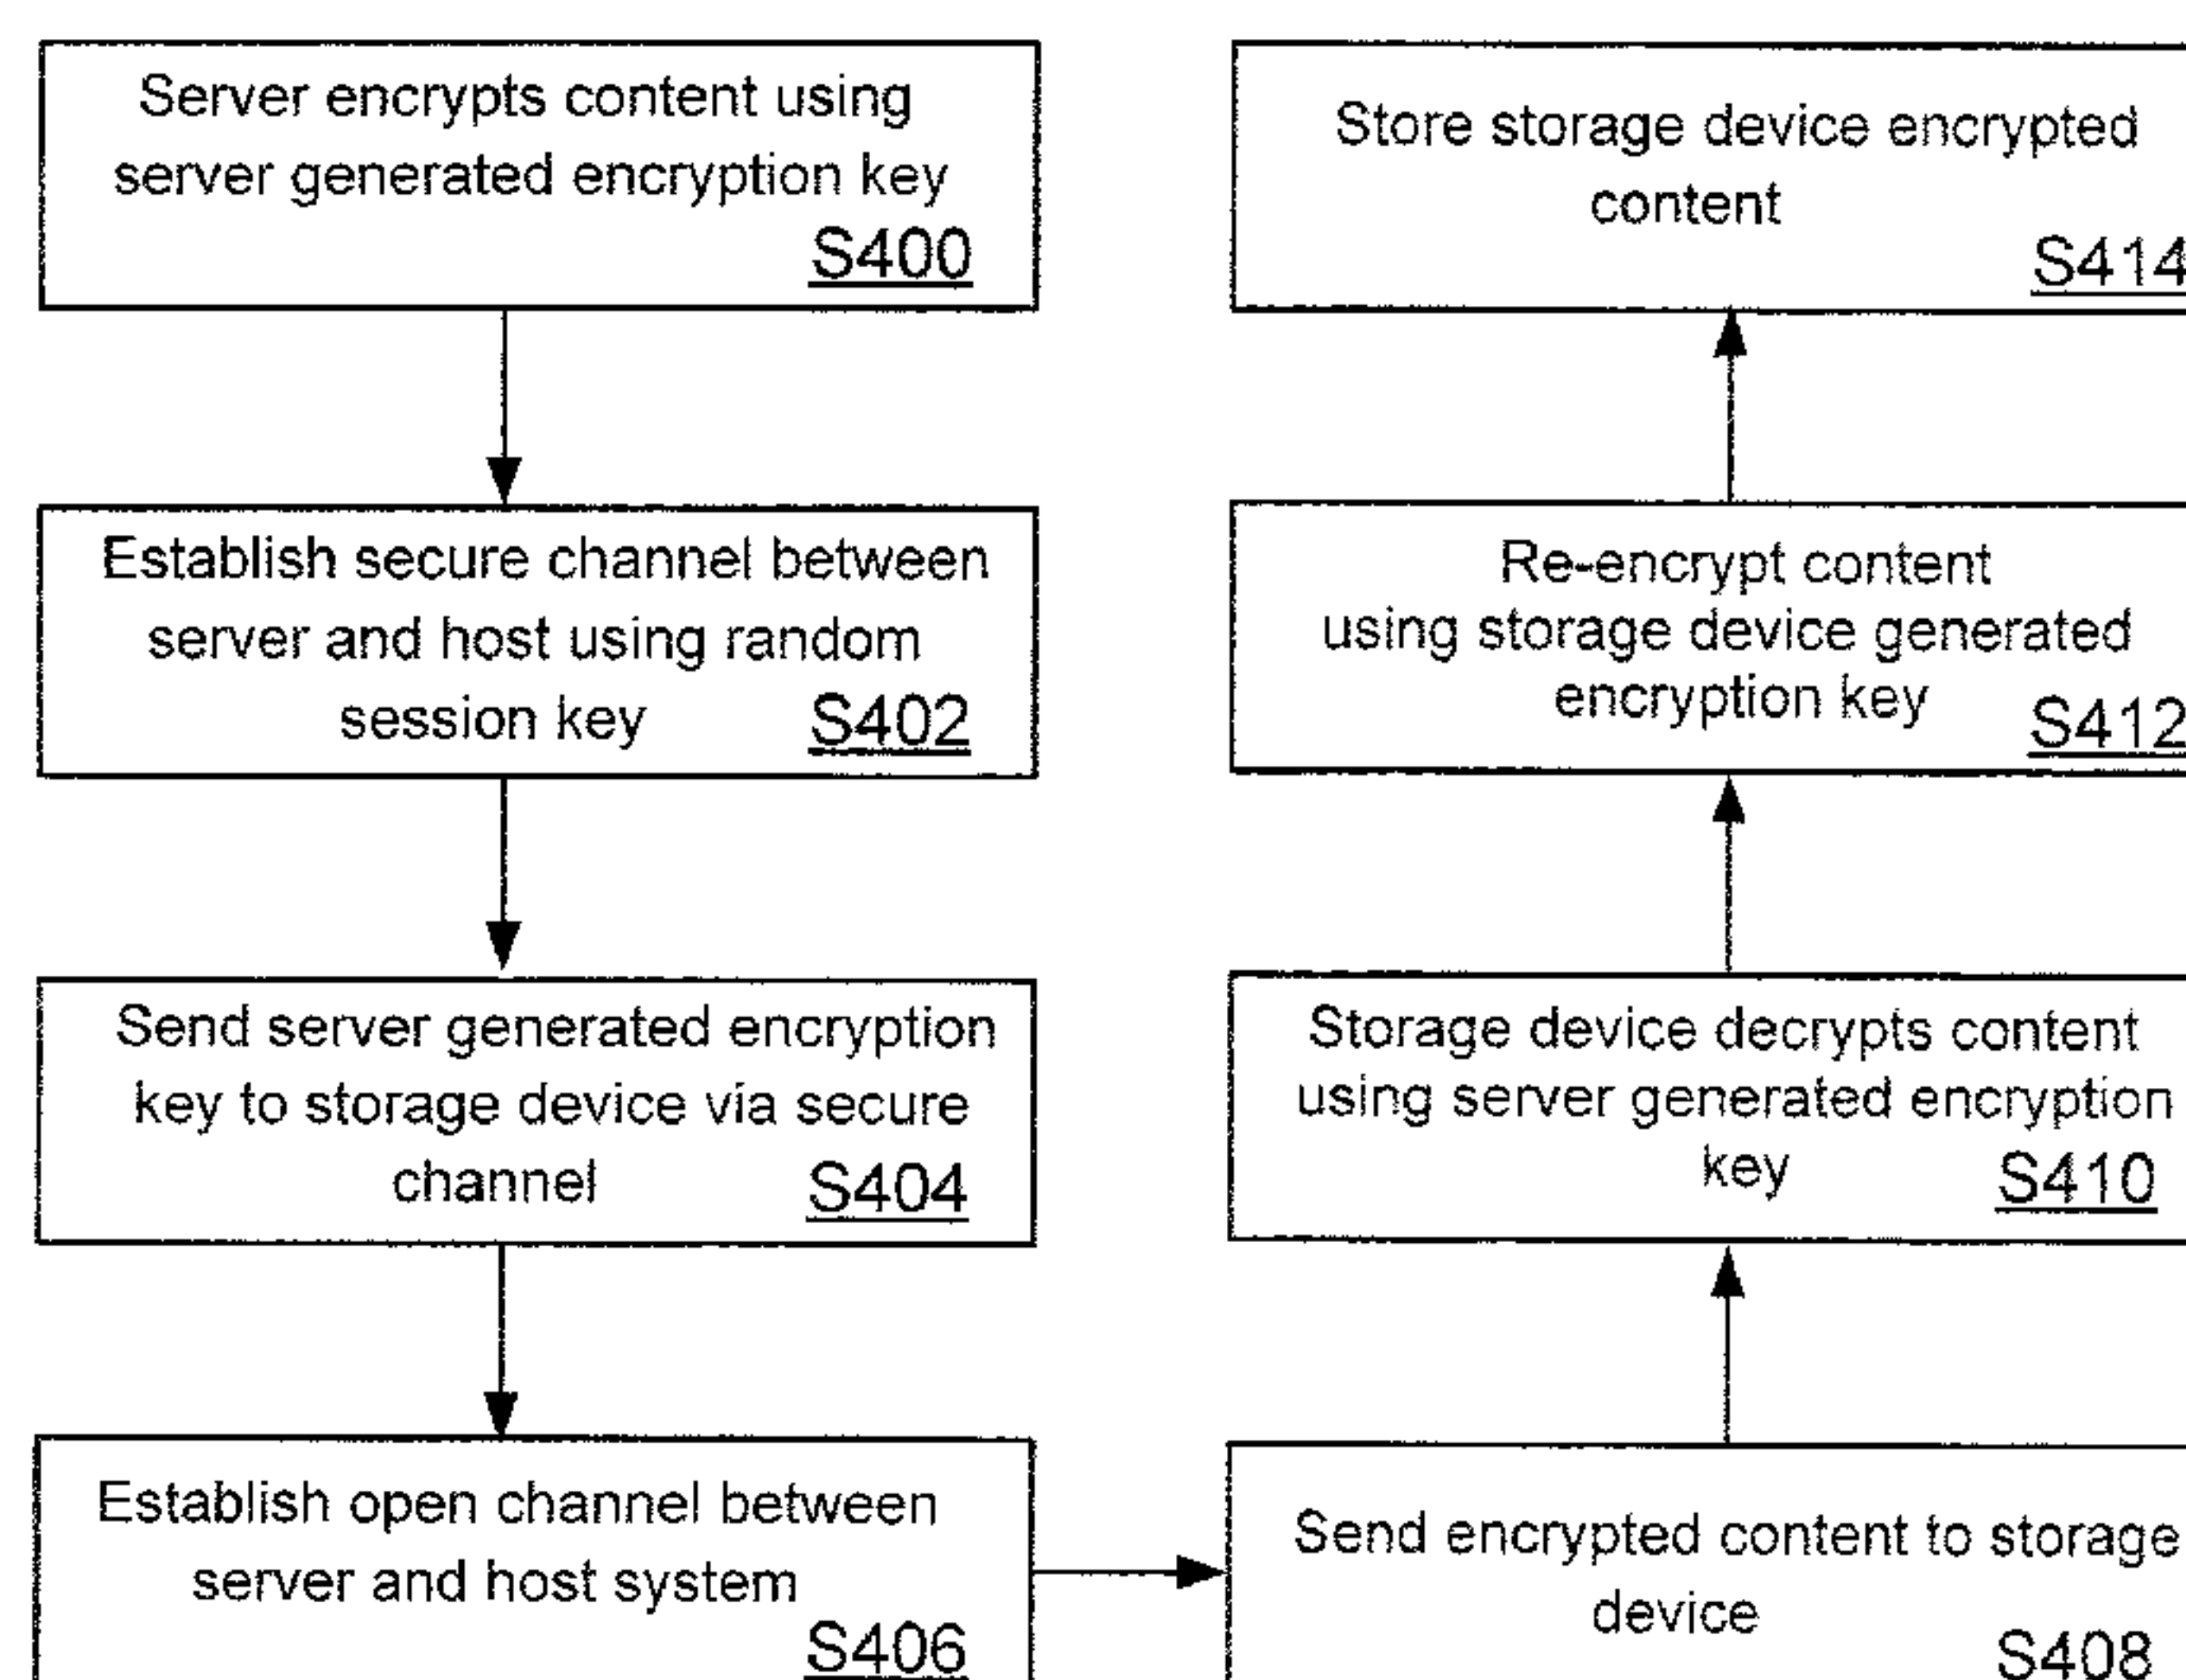 Server encrypts content using
server generated encryption key
S400
Establish secure channel between
server and host using random
session key S402
Send server generated encryption
key to storage device via secure
channel S404
Establish open channel between
server and host system
S406
Send encrypted content to storage
device
S408
Storage device decrypts content
using server generated encryption
key S410
Re-encrypt content
using storage device generated
encryption key S412
Store storage device encrypted
content
S414